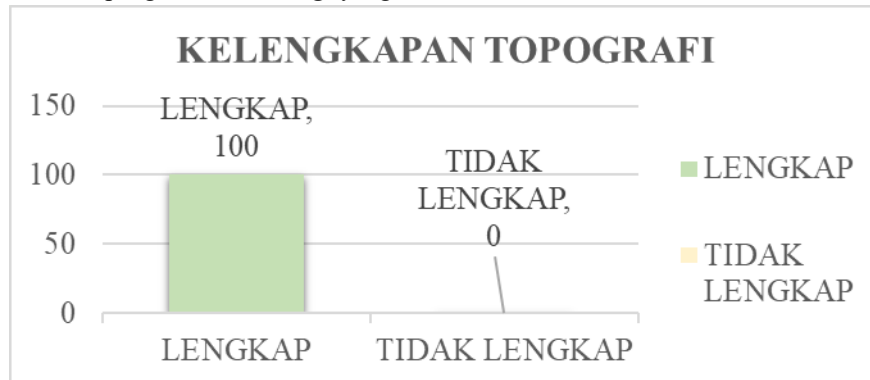 KELENGKAPAN TOPOGRAFI
150
100
50
0
LENGKAP,
100
TIDAK
LENGKAP,
0
LENGKAP
TIDAK LENGKAP
LENGKAP
TIDAK
LENGKAP